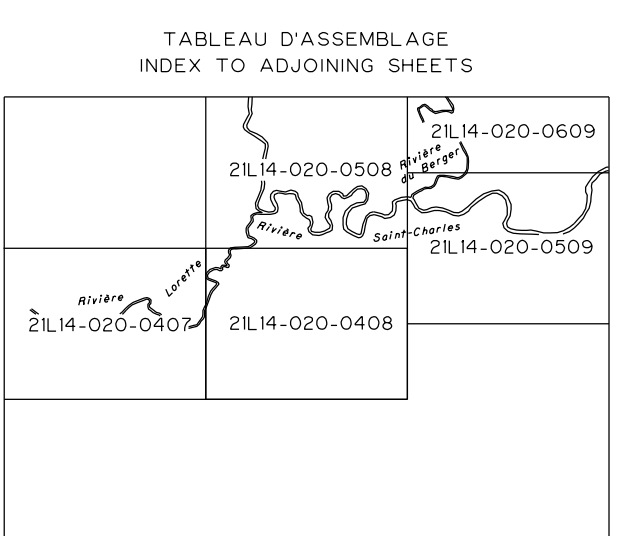 TABLEAU D'ASSEMBLAGE
INDEX TO ADJOINING SHEETS
21L14-020-0609
Rivière
du Berger
21L14-020-0508
Rivière
Saint-Charles
21L14-020-0509
Lorette
Rivière
21L14-020-0407
21L14-020-0408